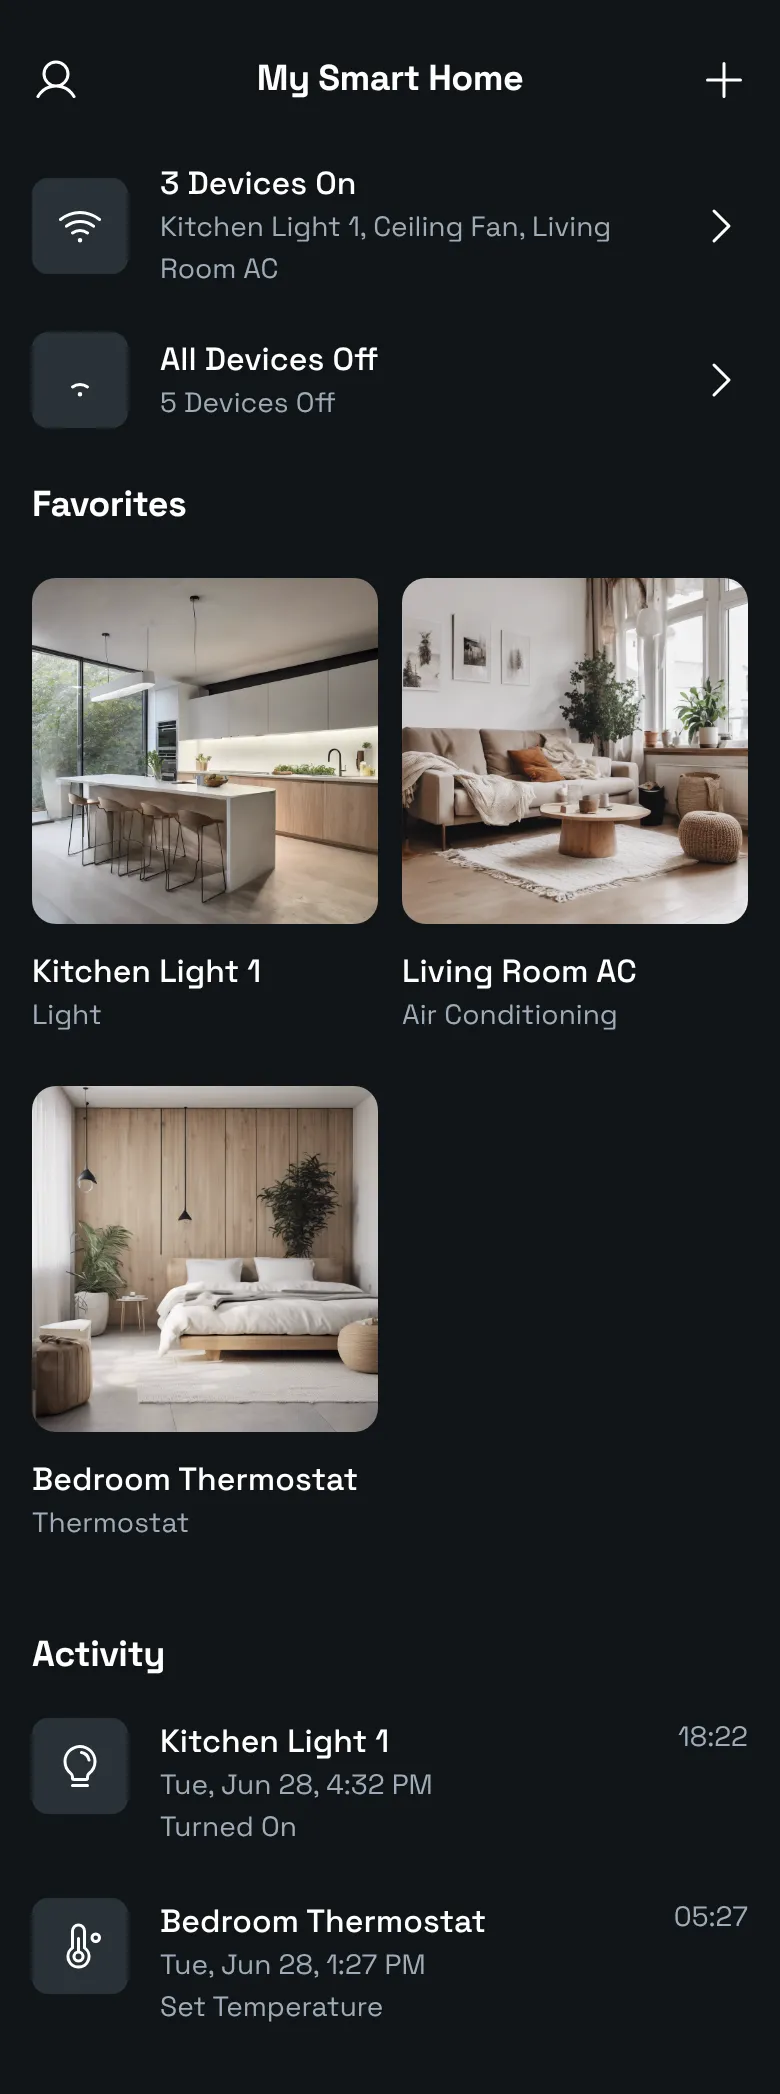 My Smart Home
3 Devices On
Kitchen Light 1, Ceiling Fan, Living
Room AC
All Devices Off
5 Devices Off
Favorites
Kitchen Light 1
Light
Living Room AC
Air Conditioning
Bedroom Thermostat
Thermostat
Activity
Kitchen Light 1
18:22
Tue, Jun 28, 4:32 PM
Turned On
Bedroom Thermostat
05:27
Tue, Jun 28, 1:27 PM
Set Temperature